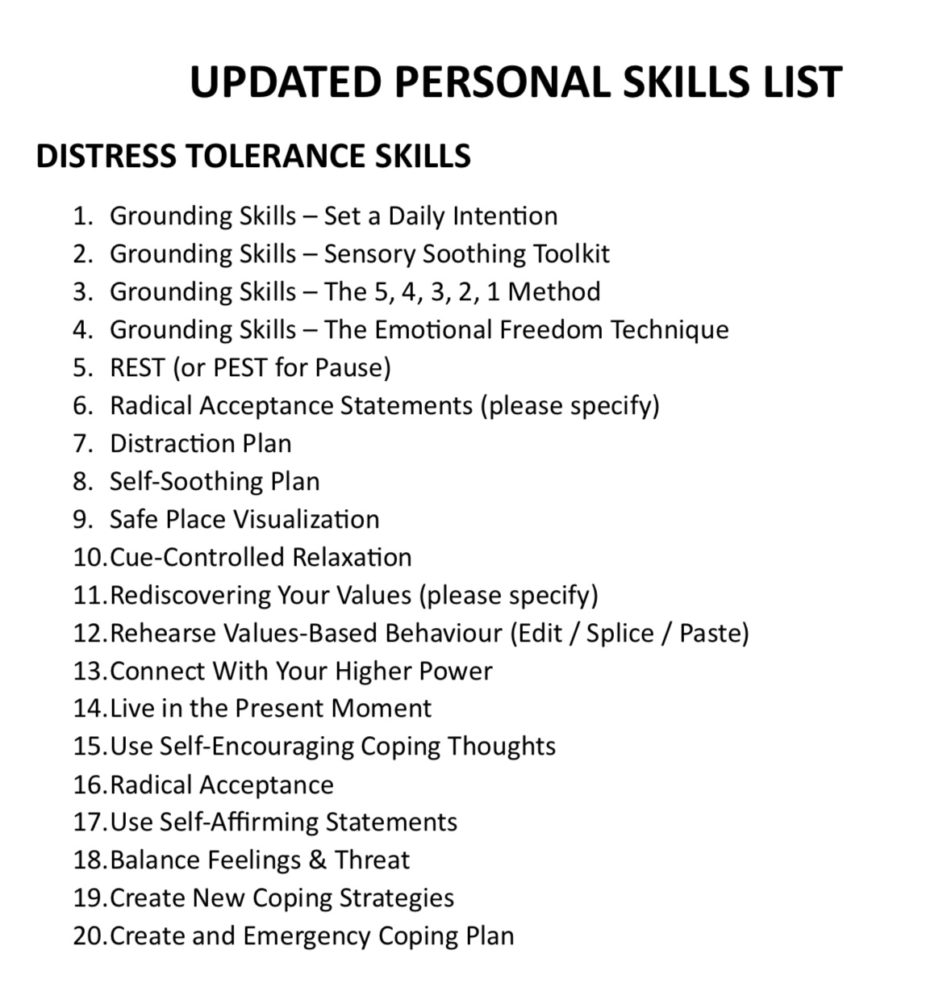 UPDATED PERSONAL SKILLS LIST
DISTRESS TOLERANCE SKILLS
1. Grounding Skills – Set a Daily Intention
2. Grounding Skills – Sensory Soothing Toolkit
3. Grounding Skills – The 5, 4, 3, 2, 1 Method
4. Grounding Skills – The Emotional Freedom Technique
5. REST (or PEST for Pause)
6. Radical Acceptance Statements (please specify)
7. Distraction Plan
8. Self-Soothing Plan
9. Safe Place Visualization
10. Cue-Controlled Relaxation
11. Rediscovering Your Values (please specify)
12. Rehearse Values-Based Behaviour (Edit / Splice / Paste)
13. Connect With Your Higher Power
14. Live in the Present Moment
15. Use Self-Encouraging Coping Thoughts
16. Radical Acceptance
17. Use Self-Affirming Statements
18. Balance Feelings & Threat
19. Create New Coping Strategies
20. Create and Emergency Coping Plan